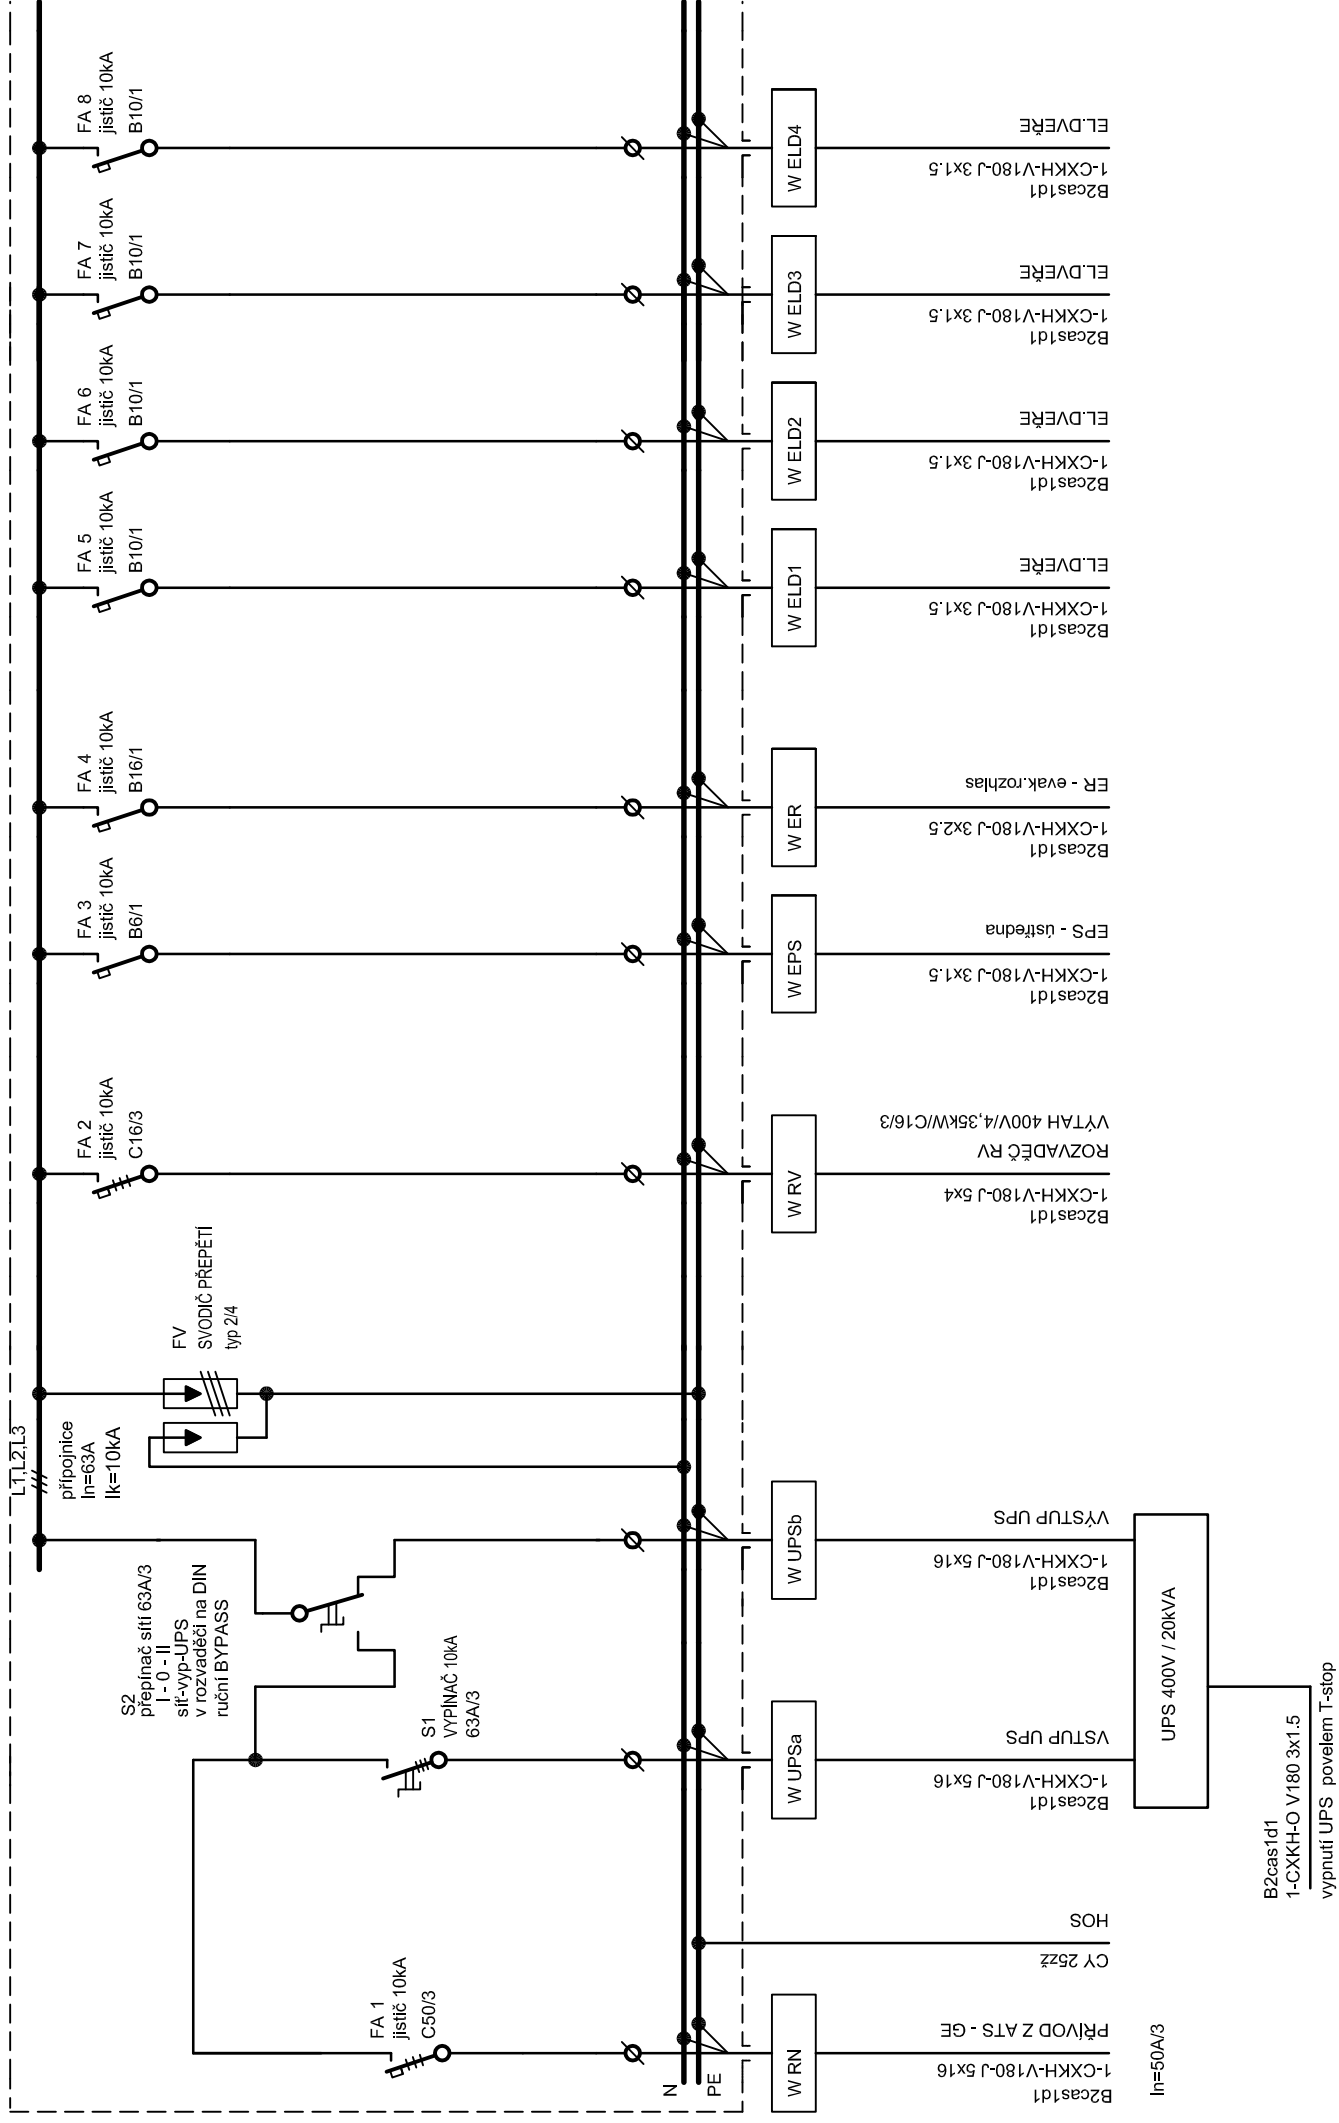 FA 1
jistič 10kA
C50/3
S2
přepínač sítí 63A/3
I - 0 - II
síť-vyp-UPS
v rozvaděči na DIN
ruční BYPASS
S1
VYPÍNAČ 10kA
63A/3
L1,L2,L3
přípojnice
In=63A
Ik=10kA
FV
SVODIČ PŘEPĚTÍ
typ 2/4
FA 2
jistič 10kA
C16/3
FA 3
jistič 10kA
B6/1
FA 4
jistič 10kA
B16/1
FA 5
jistič 10kA
B10/1
FA 6
jistič 10kA
B10/1
FA 7
jistič 10kA
B10/1
FA 8
jistič 10kA
B10/1
N
PE
W RN
B2cas1d1
1-CXKH-V180-J 5x16
PŘÍVOD Z ATS - GE
In=50A/3
CY 25zž
HOS
W UPSa
B2cas1d1
1-CXKH-V180-J 5x16
VSTUP UPS
W UPSb
B2cas1d1
1-CXKH-V180-J 5x16
VÝSTUP UPS
UPS 400V / 20kVA
B2cas1d1
1-CXKH-O V180 3x1.5
vypnutí UPS povelem T-stop
W RV
B2cas1d1
1-CXKH-V180-J 5x4
ROZVADĚČ RV
VÝTAH 400V/4,35kW/C16/3
W EPS
B2cas1d1
1-CXKH-V180-J 3x1.5
EPS - ústředna
W ER
B2cas1d1
1-CXKH-V180-J 3x2.5
ER - evak.rozhlas
W ELD1
B2cas1d1
1-CXKH-V180-J 3x1.5
EL.DVEŘE
W ELD2
B2cas1d1
1-CXKH-V180-J 3x1.5
EL.DVEŘE
W ELD3
B2cas1d1
1-CXKH-V180-J 3x1.5
EL.DVEŘE
W ELD4
B2cas1d1
1-CXKH-V180-J 3x1.5
EL.DVEŘE